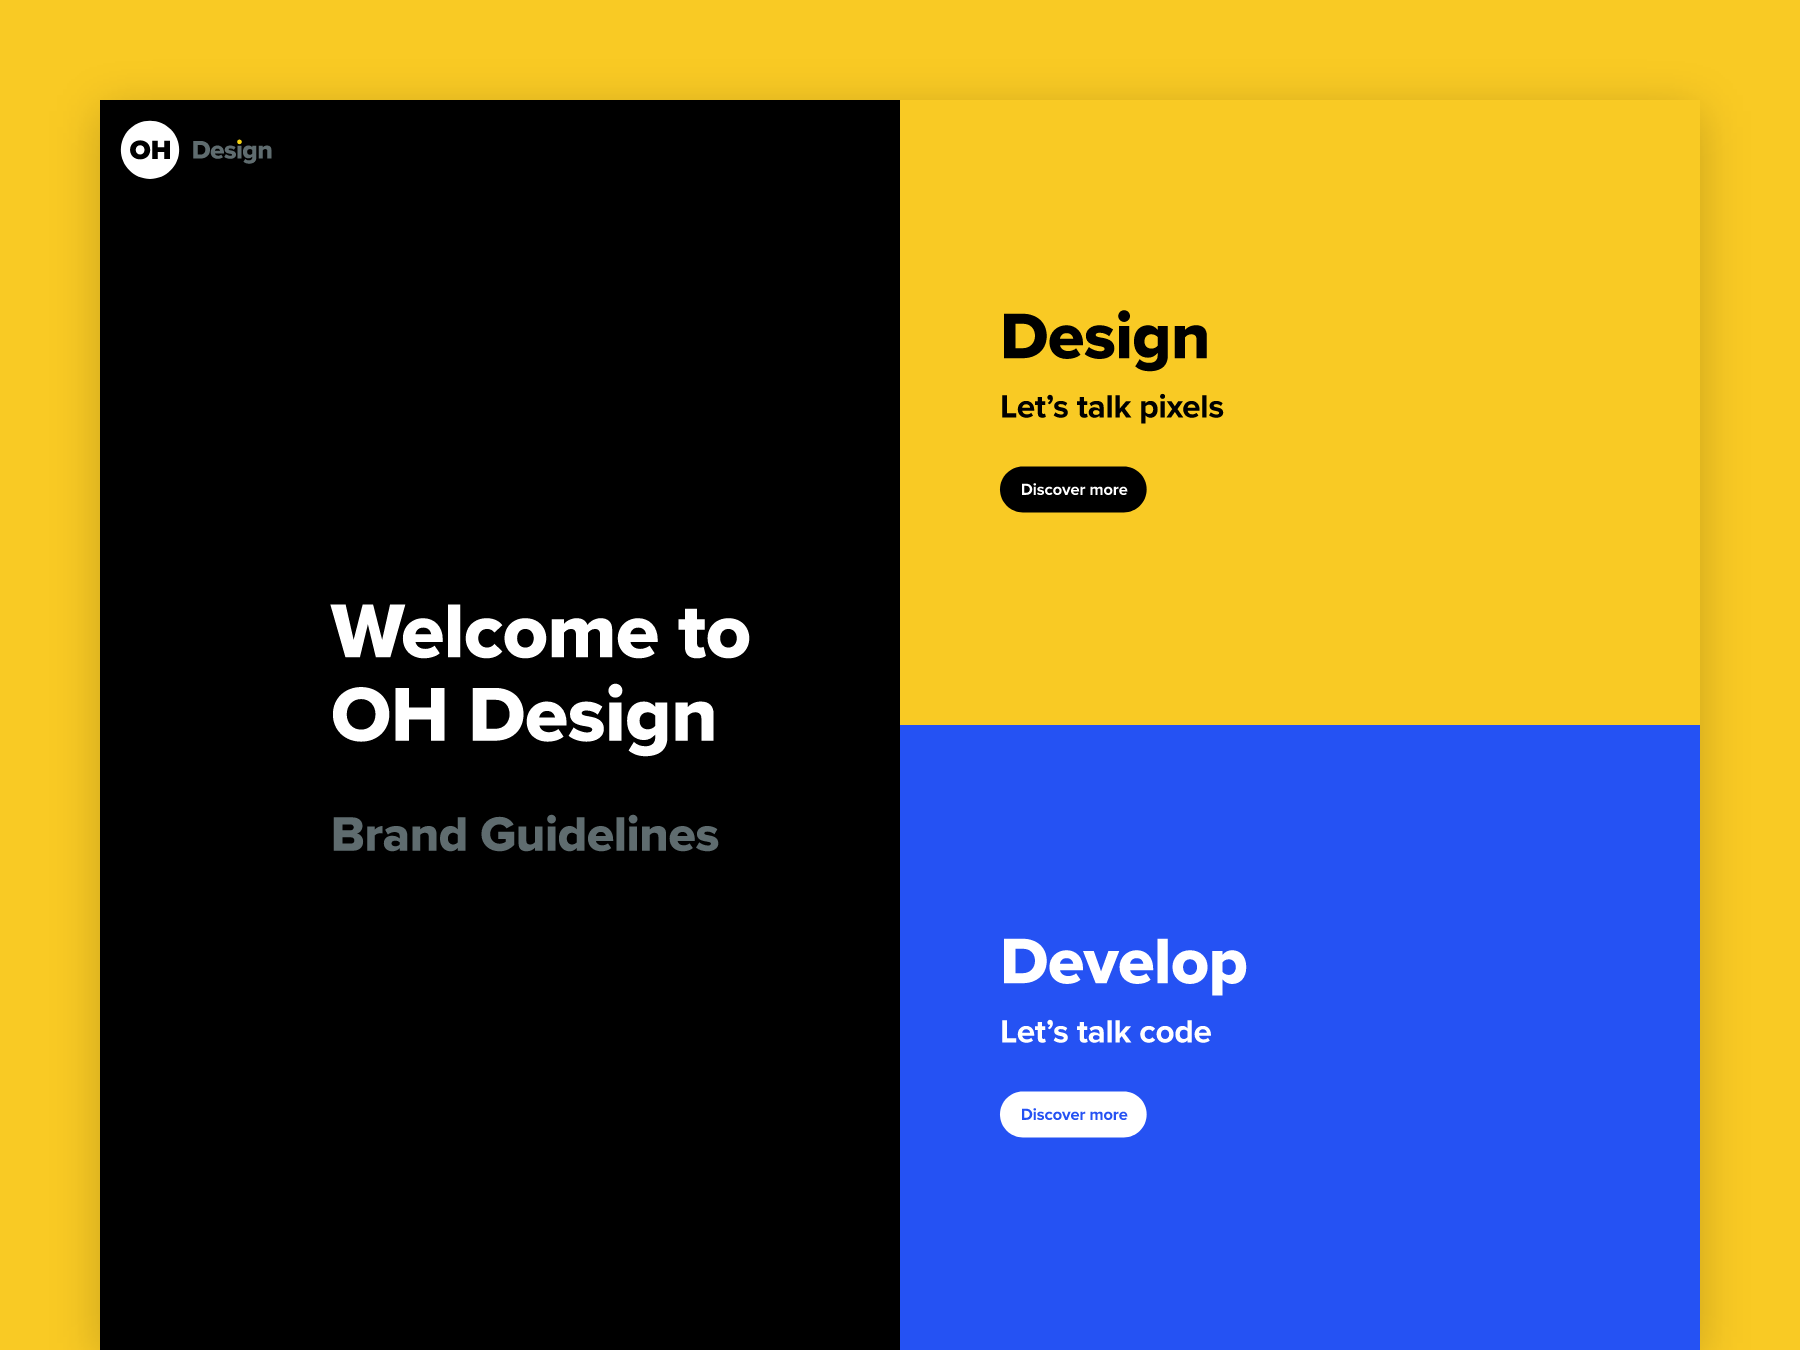 OH Design
Welcome to
OH Design
Brand Guidelines
Design
Let’s talk pixels
Discover more
Develop
Let’s talk code
Discover more